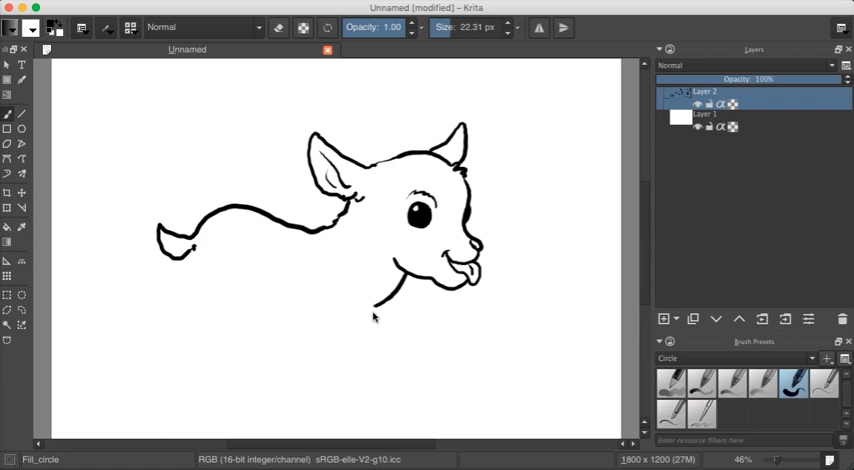 Unnamed [modified] - Krita
Normal
Opacity: 1.00
Size: 22.31 px
Unnamed
Layers
Normal
Opacity: 100%
Layer 2
Layer 1
Brush Presets
Circle
Enter resource filters here
Fill_circle
RGB (16-bit integer/channel) sRGB-elle-V2-g10.icc
1800 x 1200 (27M)
46%